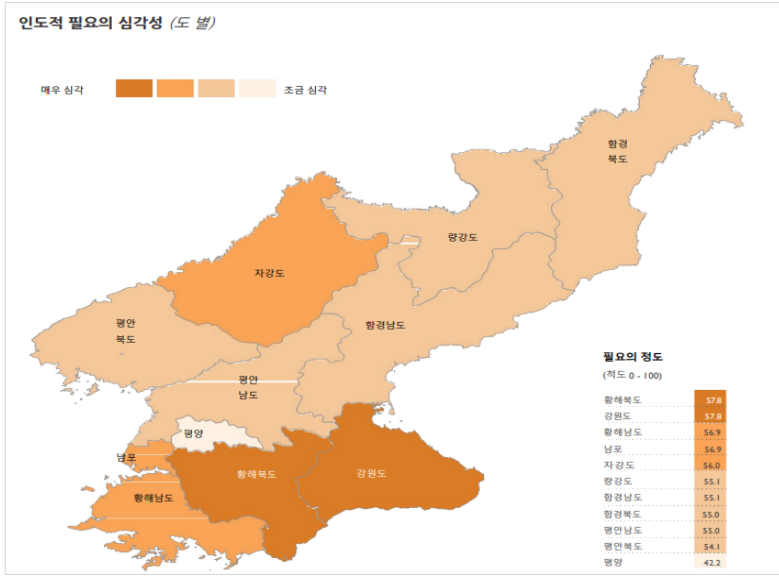 인도적 필요의 심각성 (도 별)
매우 심각
조금 심각
함경
북도
량강도
자강도
함경남도
평안
북도
평안
남도
평양
남포
황해북도
강원도
황해남도
필요의 정도
(척도 0 - 100)
황해북도 57.8
강원도 57.8
황해남도 56.9
남포 56.9
자강도 56.0
량강도 55.1
함경남도 55.1
함경북도 55.0
평안남도 55.0
평안북도 54.1
평양 42.2